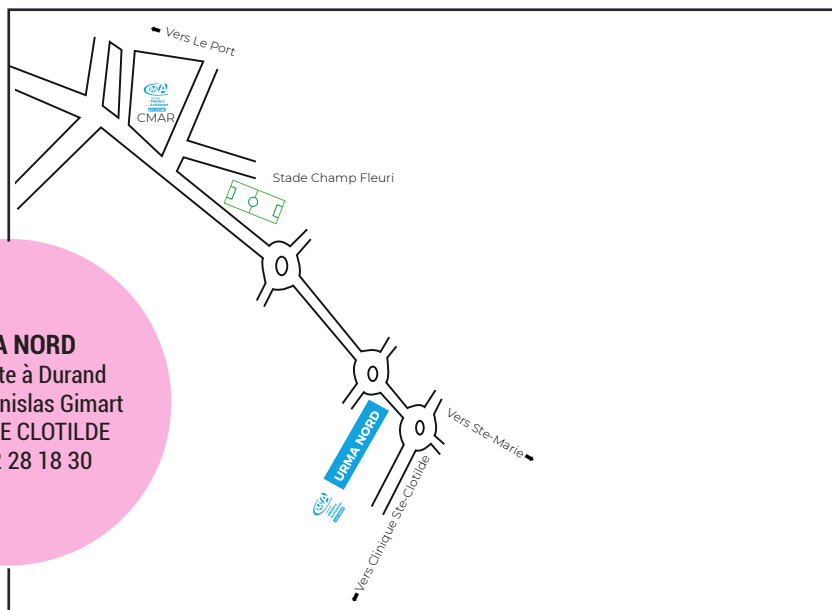 Vers Le Port
CMA
CMAR
Stade Champ Fleuri
A NORD
te à Durand
nislas Gimart
E CLOTILDE
28 18 30
URMA NORD
Vers Ste-Marie
Vers Clinique Ste-Clotilde